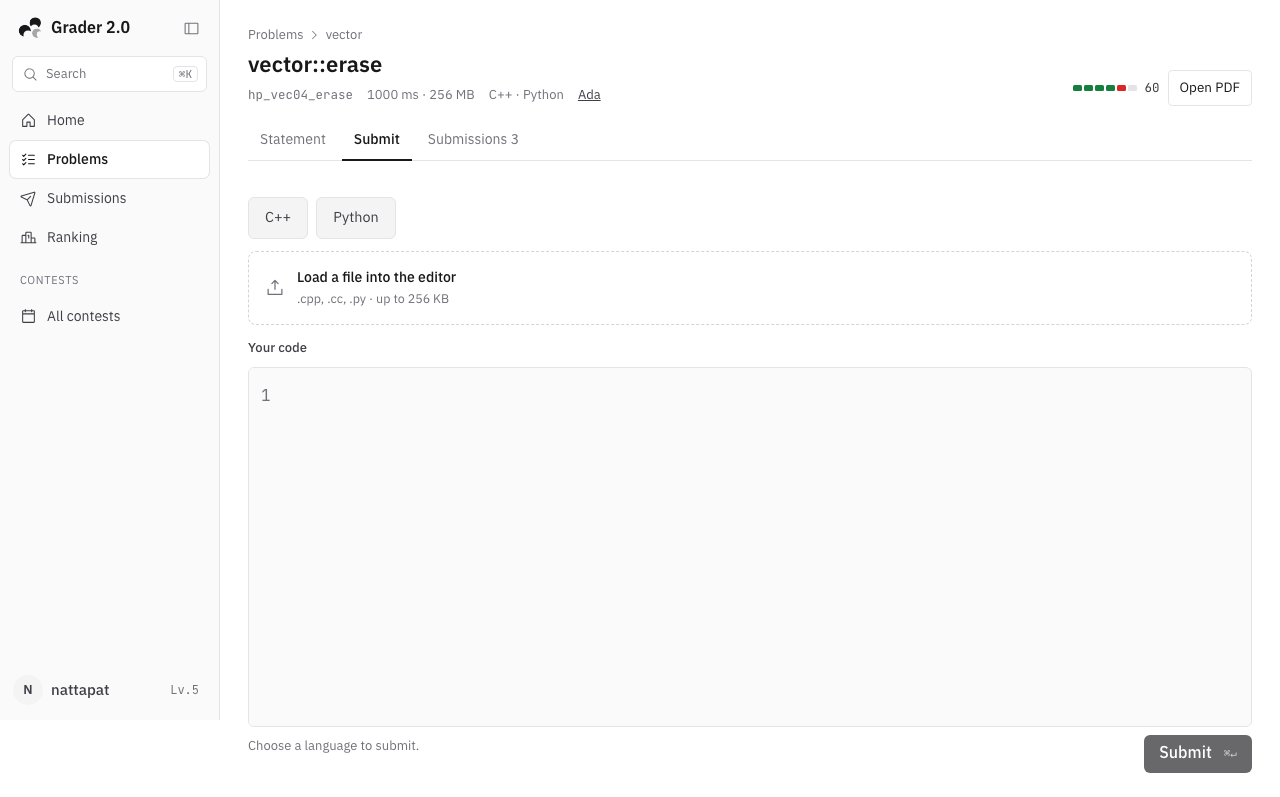 Grader 2.0
Search ⌘K
Home
Problems
Submissions
Ranking
CONTESTS
All contests
N nattapat Lv.5
Problems > vector
vector::erase
hp_vec04_erase 1000 ms · 256 MB C++ · Python Ada
60 Open PDF
Statement Submit Submissions 3
C++ Python
Load a file into the editor
.cpp, .cc, .py · up to 256 KB
Your code
1
Choose a language to submit.
Submit ⌘↵